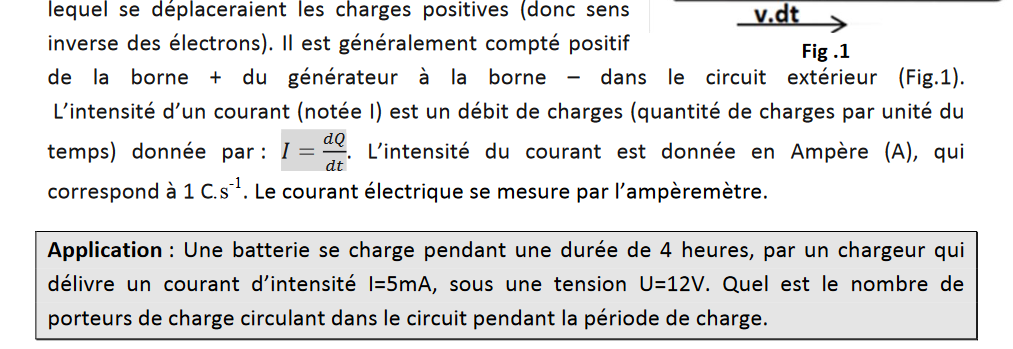 lequel se déplaceraient les charges positives (donc sens
v.dt
inverse des électrons). Il est généralement compté positif
Fig .1
de la borne + du générateur à la borne – dans le circuit extérieur (Fig.1).
L’intensité d’un courant (notée I) est un débit de charges (quantité de charges par unité du
temps) donnée par : I = dQ/dt. L’intensité du courant est donnée en Ampère (A), qui
correspond à 1 C.s⁻¹. Le courant électrique se mesure par l’ampèremètre.
Application : Une batterie se charge pendant une durée de 4 heures, par un chargeur qui
délivre un courant d’intensité I=5mA, sous une tension U=12V. Quel est le nombre de
porteurs de charge circulant dans le circuit pendant la période de charge.